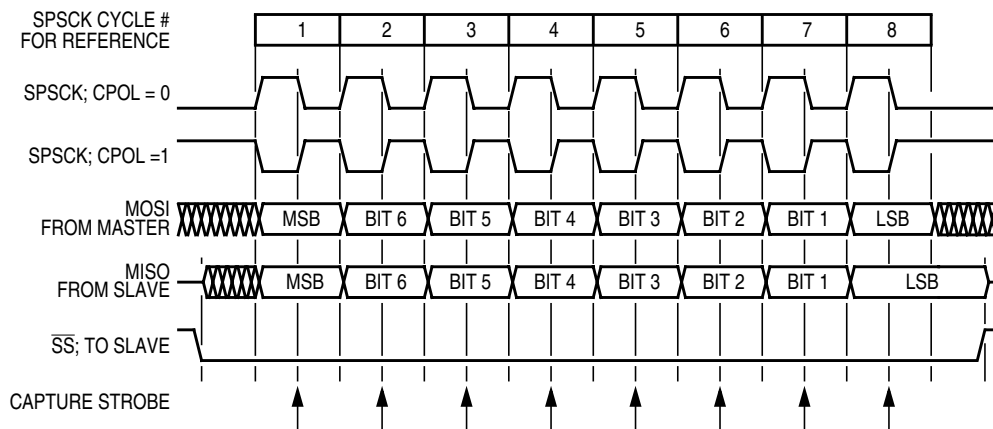 SPSCK CYCLE #
FOR REFERENCE
1 2 3 4 5 6 7 8
SPSCK; CPOL = 0
SPSCK; CPOL =1
MOSI
FROM MASTER
MSB BIT 6 BIT 5 BIT 4 BIT 3 BIT 2 BIT 1 LSB
MISO
FROM SLAVE
MSB BIT 6 BIT 5 BIT 4 BIT 3 BIT 2 BIT 1 LSB
SS; TO SLAVE
CAPTURE STROBE